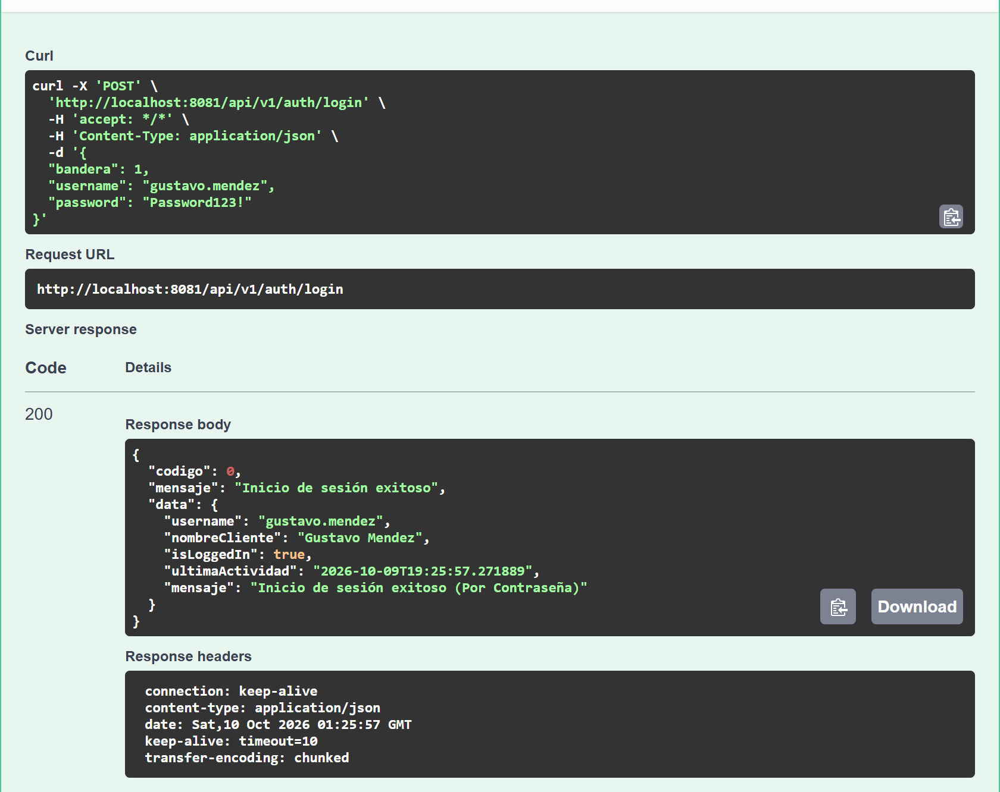 Curl
curl -X 'POST' \
  'http://localhost:8081/api/v1/auth/login' \
  -H 'accept: */*' \
  -H 'Content-Type: application/json' \
  -d '{
  "bandera": 1,
  "username": "gustavo.mendez",
  "password": "Password123!"
}'
Request URL
http://localhost:8081/api/v1/auth/login
Server response
Code Details
200
Response body
{
  "codigo": 0,
  "mensaje": "Inicio de sesión exitoso",
  "data": {
    "username": "gustavo.mendez",
    "nombreCliente": "Gustavo Mendez",
    "isLoggedIn": true,
    "ultimaActividad": "2026-10-09T19:25:57.271889",
    "mensaje": "Inicio de sesión exitoso (Por Contraseña)"
  }
}
Download
Response headers
connection: keep-alive
content-type: application/json
date: Sat,10 Oct 2026 01:25:57 GMT
keep-alive: timeout=10
transfer-encoding: chunked